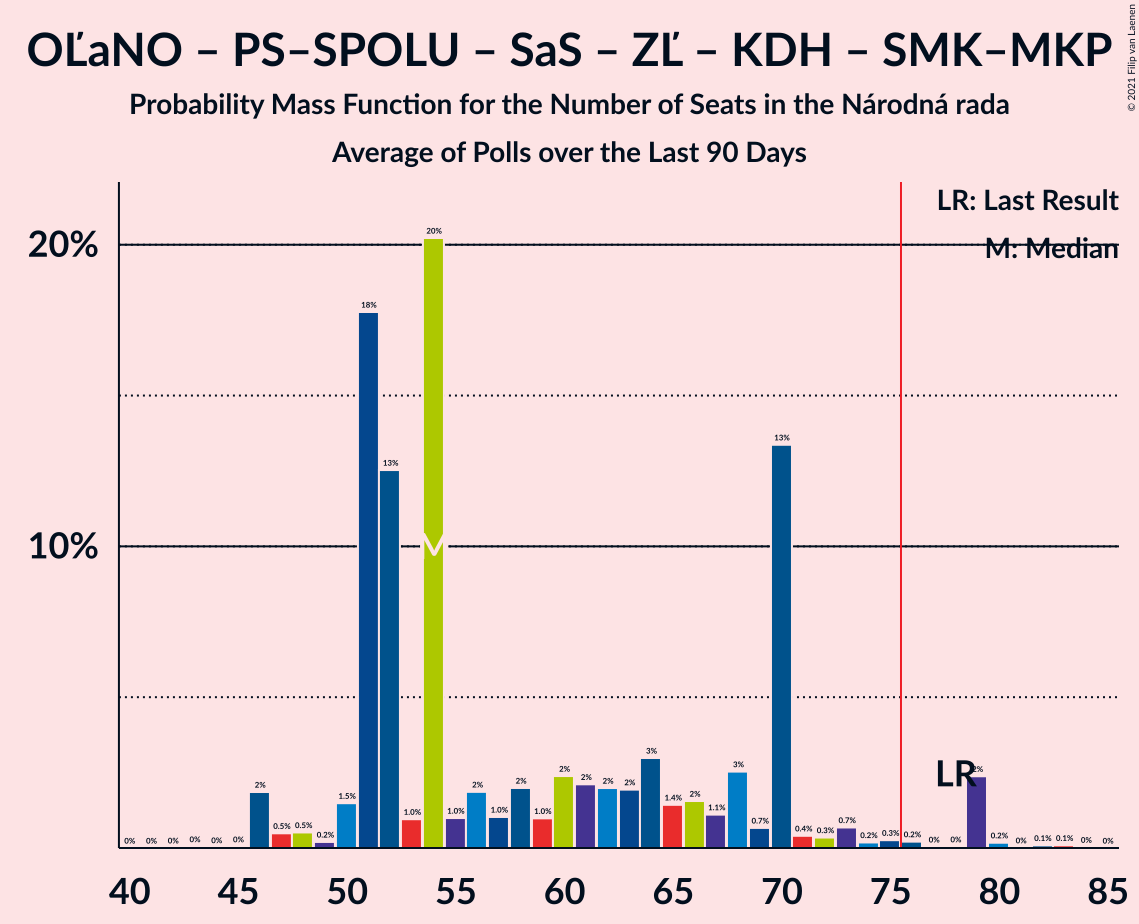 OĽaNO – PS–SPOLU – SaS – ZĽ – KDH – SMK–MKP
Probability Mass Function for the Number of Seats in the Národná rada
Average of Polls over the Last 90 Days
© 2021 Filip van Laenen
LR: Last Result
M: Median
20%
10%
0% 0% 0% 0% 0% 0% 2% 0.5% 0.5% 0.2% 1.5% 18% 13% 1.0% 20% 1.0% 2% 1.0% 2% 1.0% 2% 2% 2% 2% 3% 1.4% 2% 1.1% 3% 0.7% 13% 0.4% 0.3% 0.7% 0.2% 0.3% 0.2% 0% 0% 2% 0.2% 0% 0.1% 0.1% 0% 0%
M
LR
40 45 50 55 60 65 70 75 80 85